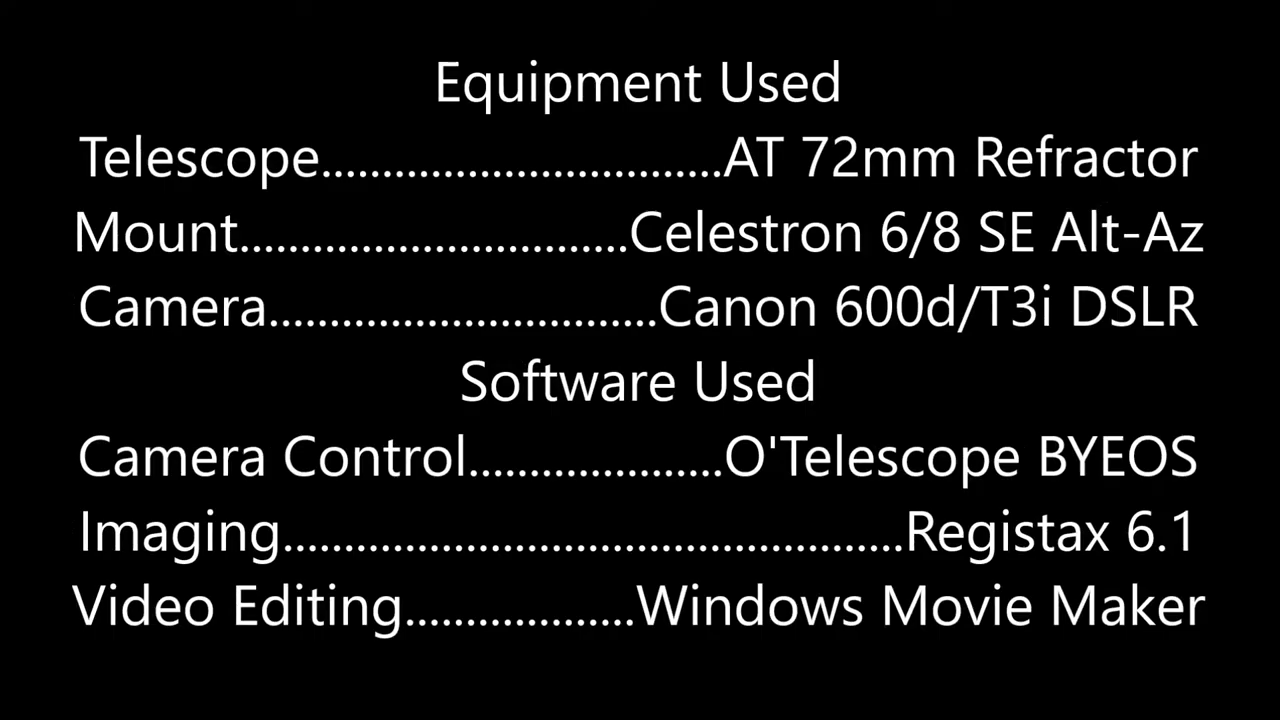 Equipment Used
Telescope.................................AT 72mm Refractor
Mount................................Celestron 6/8 SE Alt-Az
Camera................................Canon 600d/T3i DSLR
Software Used
Camera Control.....................O'Telescope BYEOS
Imaging...................................................Registax 6.1
Video Editing...................Windows Movie Maker